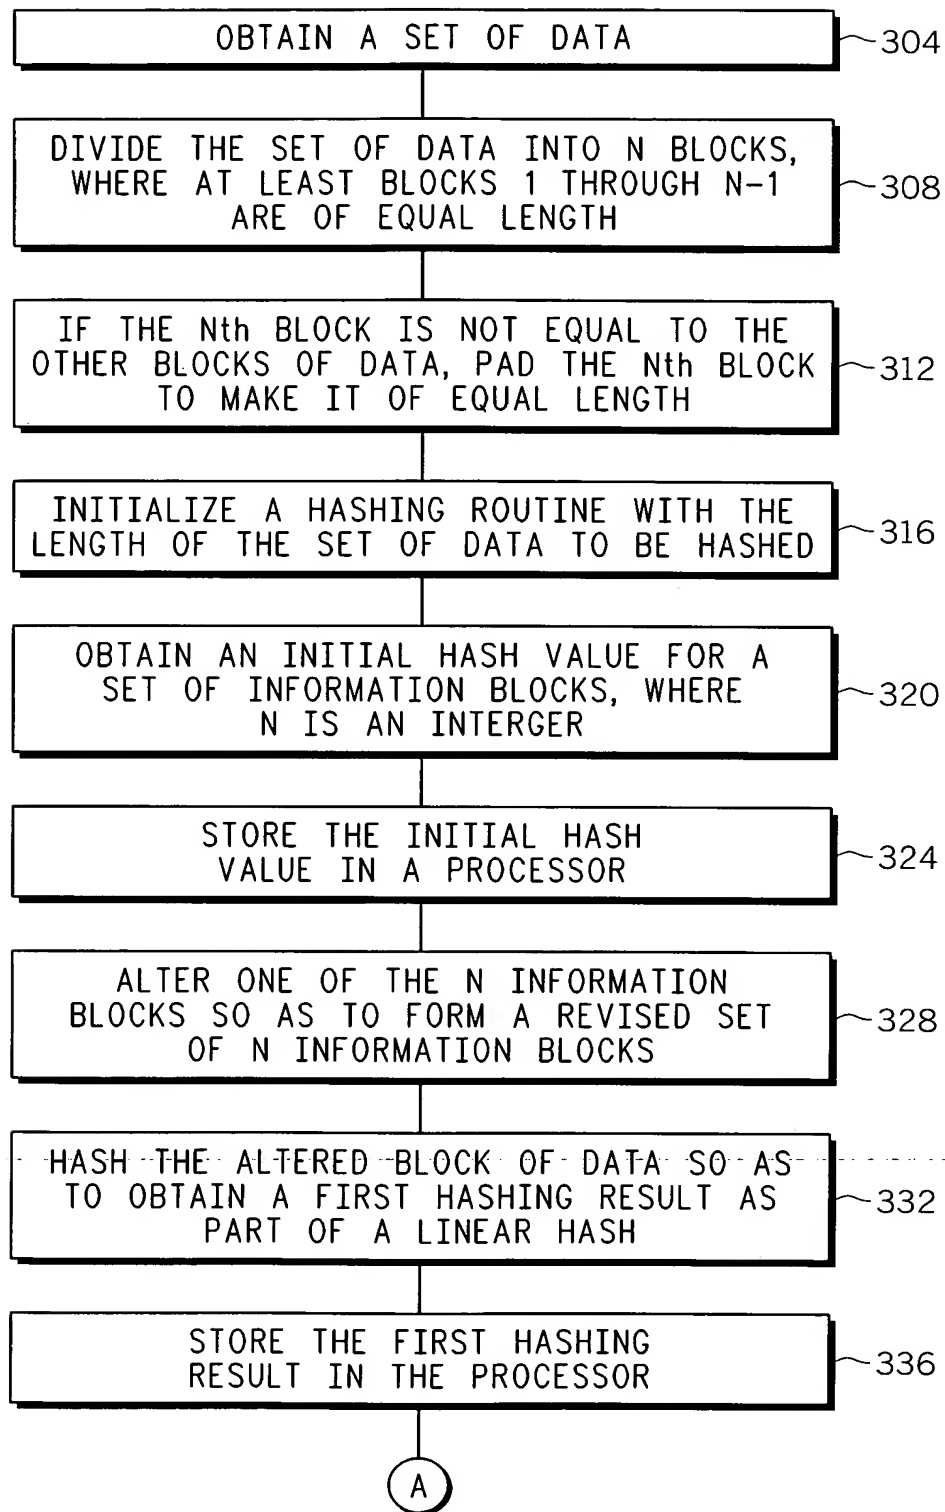 OBTAIN A SET OF DATA
304
DIVIDE THE SET OF DATA INTO N BLOCKS,
WHERE AT LEAST BLOCKS 1 THROUGH N-1
ARE OF EQUAL LENGTH
308
IF THE Nth BLOCK IS NOT EQUAL TO THE
OTHER BLOCKS OF DATA, PAD THE Nth BLOCK
TO MAKE IT OF EQUAL LENGTH
312
INITIALIZE A HASHING ROUTINE WITH THE
LENGTH OF THE SET OF DATA TO BE HASHED
316
OBTAIN AN INITIAL HASH VALUE FOR A
SET OF INFORMATION BLOCKS, WHERE
N IS AN INTERGER
320
STORE THE INITIAL HASH
VALUE IN A PROCESSOR
324
ALTER ONE OF THE N INFORMATION
BLOCKS SO AS TO FORM A REVISED SET
OF N INFORMATION BLOCKS
328
HASH THE ALTERED BLOCK OF DATA SO AS
TO OBTAIN A FIRST HASHING RESULT AS
PART OF A LINEAR HASH
332
STORE THE FIRST HASHING
RESULT IN THE PROCESSOR
336
A